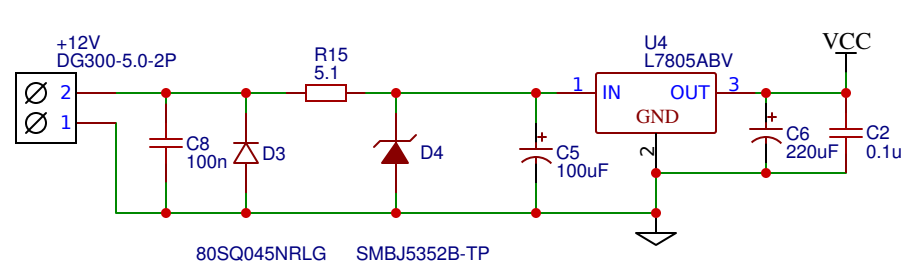 +12V
DG300-5.0-2P
2
1
C8
100n
D3
R15
5.1
D4
C5
100uF
U4
L7805ABV
1
IN
OUT
3
GND
2
VCC
C6
220uF
C2
0.1u
+
+
80SQ045NRLG
SMBJ5352B-TP